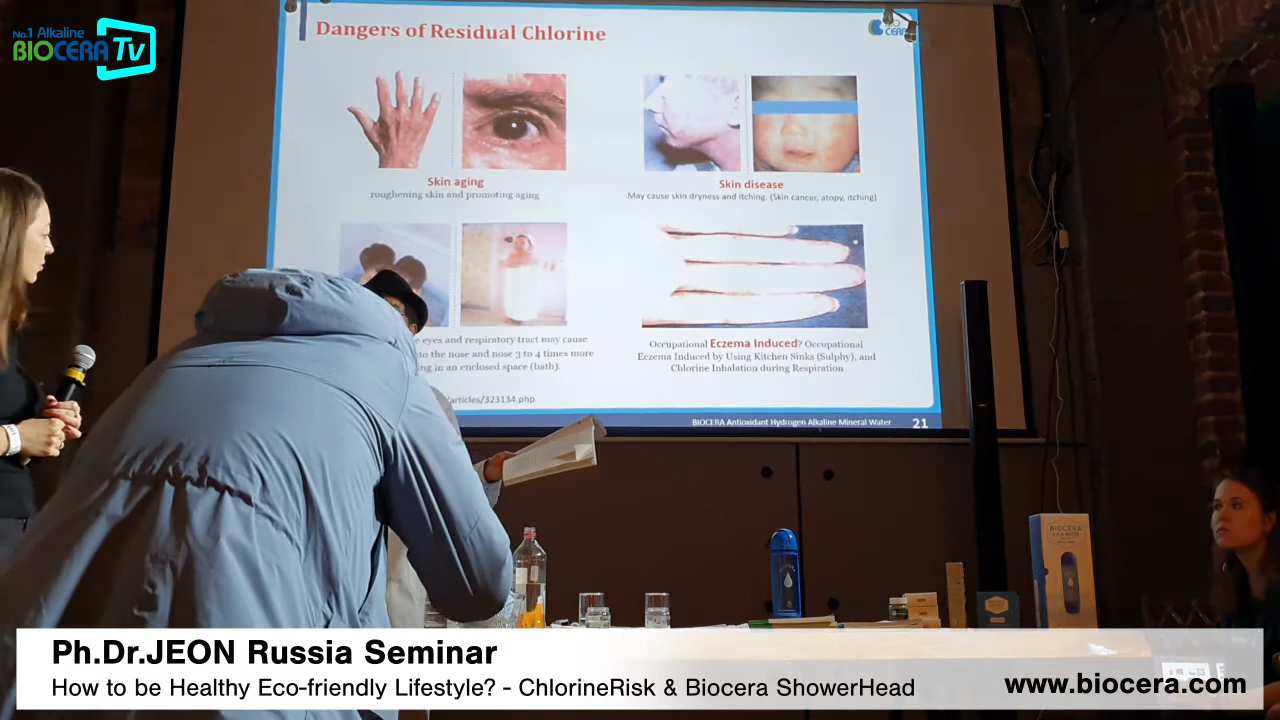 No.1 Alkaline
BIOCERA TV
Dangers of Residual Chlorine
BIO
CERA
Skin aging
roughening skin and promoting aging
Skin disease
May cause skin dryness and itching. (Skin cancer, atopy, itching)
eyes and respiratory tract may cause
to the nose and nose 3 to 4 times more
ing in an enclosed space (bath).
Occupational Eczema Induced? Occupational
Eczema Induced by Using Kitchen Sinks (Sulphy), and
Chlorine Inhalation during Respiration
/articles/323134.php
BIOCERA Antioxidant Hydrogen Alkaline Mineral Water 21
BIOCERA
Ph.Dr.JEON Russia Seminar
How to be Healthy Eco-friendly Lifestyle? - ChlorineRisk & Biocera ShowerHead
www.biocera.com